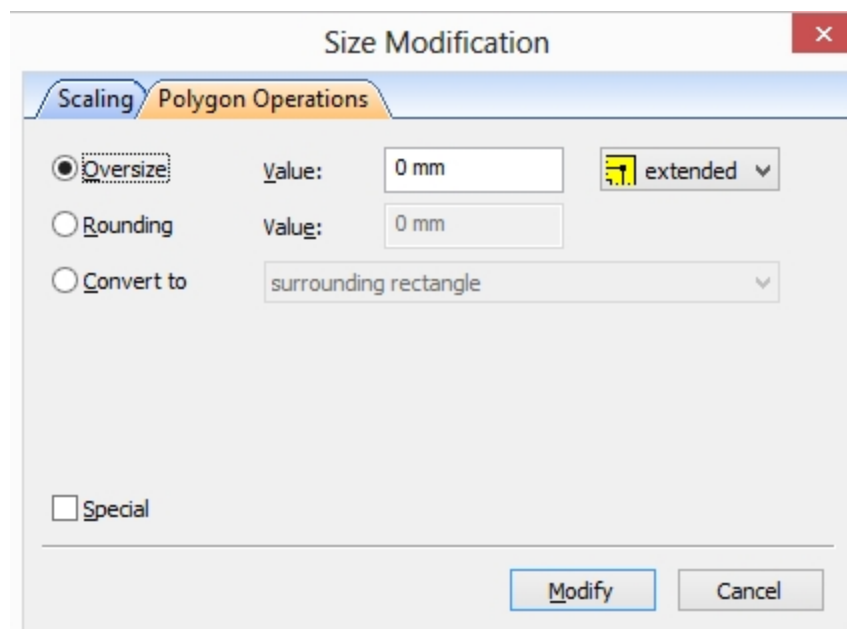 Size Modification
Scaling Polygon Operations
Oversize Value: 0 mm extended
Rounding Value: 0 mm
Convert to surrounding rectangle
Special
Modify Cancel